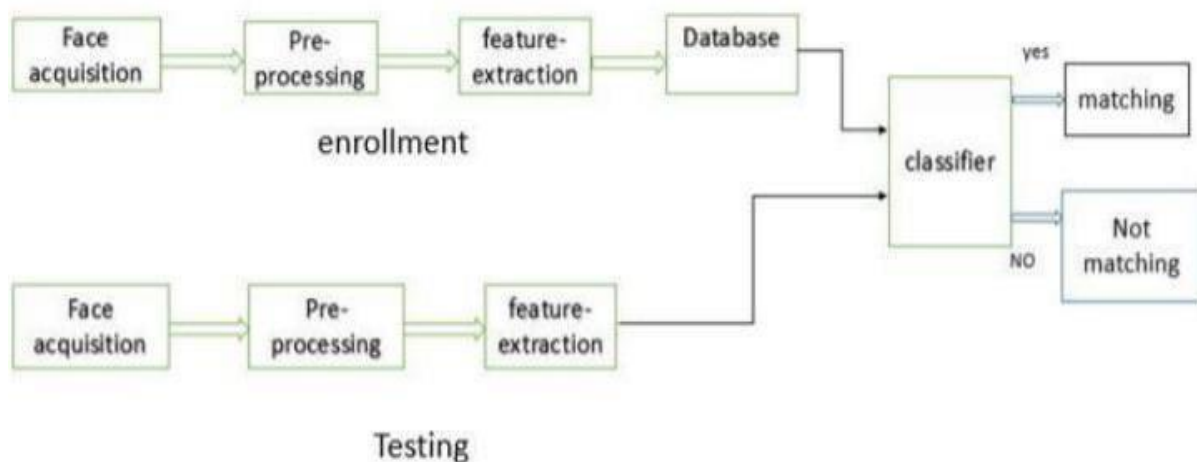 Face
acquisition
Pre-
processing
feature-
extraction
Database
enrollment
classifier
yes
matching
NO
Not
matching
Face
acquisition
Pre-
processing
feature-
extraction
Testing